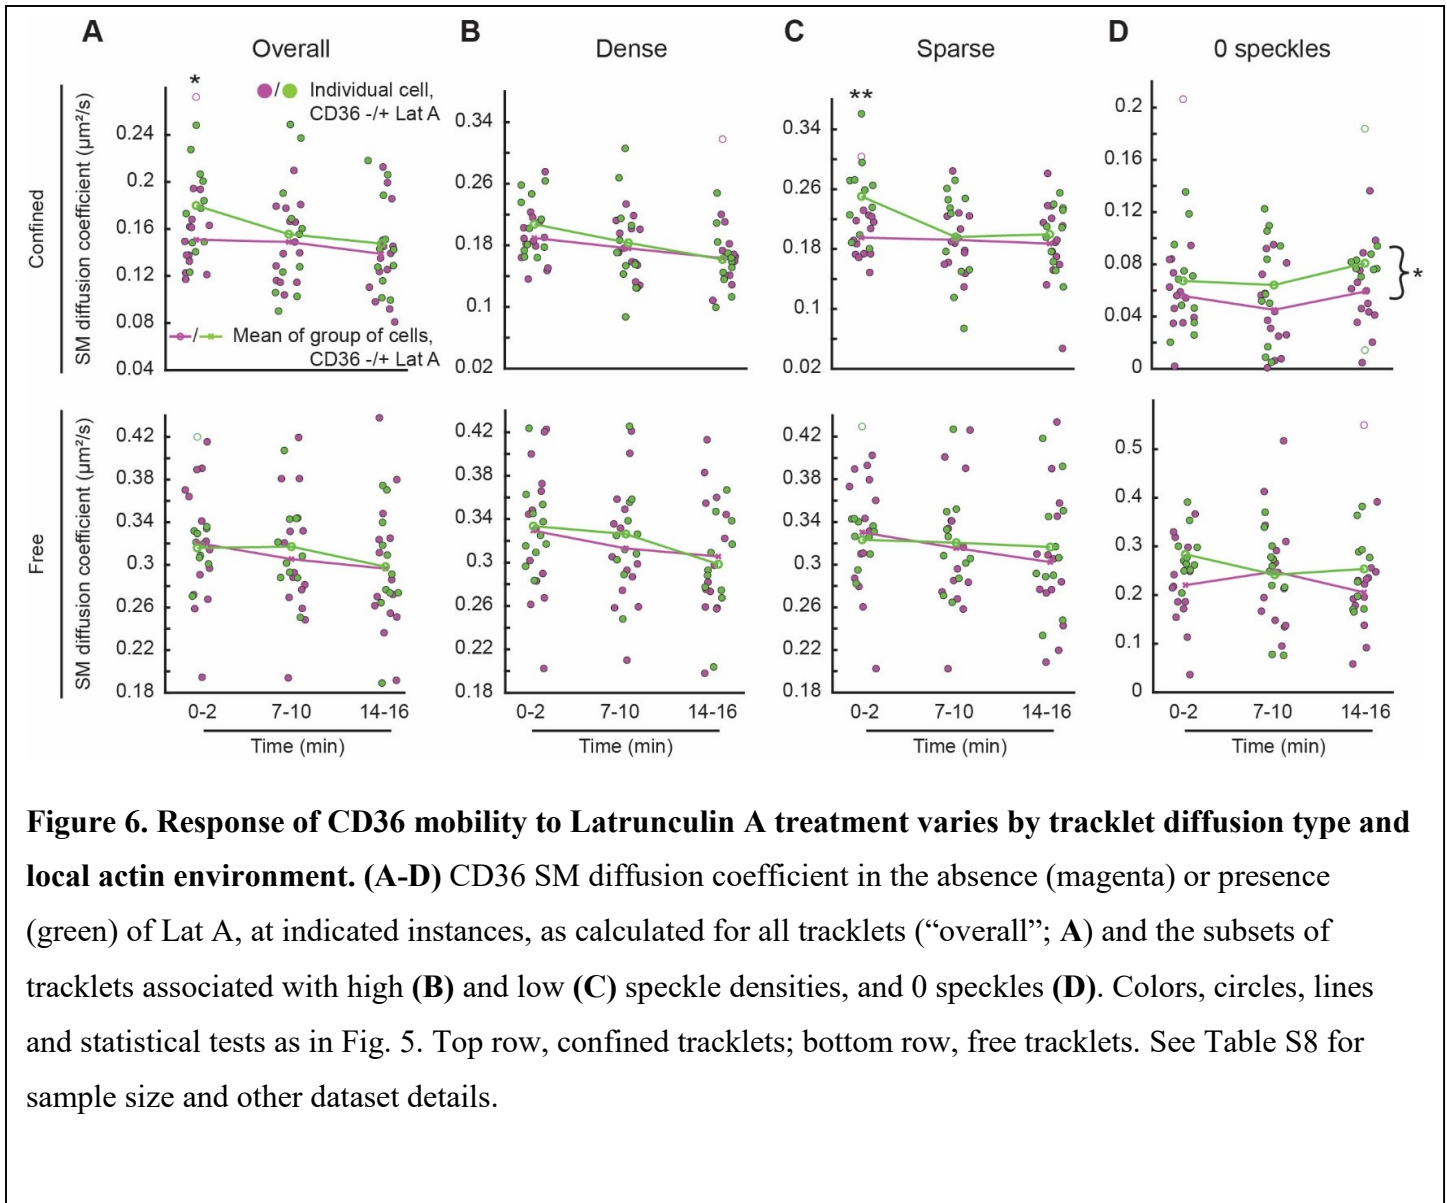 A
Overall
B
Dense
C
Sparse
D
0 speckles
Confined
SM diffusion coefficient (µm²/s)
*
/ Individual cell,
CD36 -/+ Lat A
0.24
0.2
0.16
0.12
0.08
0.04
/ Mean of group of cells,
CD36 -/+ Lat A
0.34
0.26
0.18
0.1
0.02
**
0.34
0.26
0.18
0.1
0.02
0.2
0.16
0.12
0.08
0.04
0
} *
Free
SM diffusion coefficient (µm²/s)
0.42
0.38
0.34
0.3
0.26
0.22
0.18
0-2 7-10 14-16
Time (min)
0.42
0.38
0.34
0.3
0.26
0.22
0.18
0-2 7-10 14-16
Time (min)
0.42
0.38
0.34
0.3
0.26
0.22
0.18
0-2 7-10 14-16
Time (min)
0.5
0.4
0.3
0.2
0.1
0
0-2 7-10 14-16
Time (min)
Figure 6. Response of CD36 mobility to Latrunculin A treatment varies by tracklet diffusion type and
local actin environment. (A-D) CD36 SM diffusion coefficient in the absence (magenta) or presence
(green) of Lat A, at indicated instances, as calculated for all tracklets (“overall”; A) and the subsets of
tracklets associated with high (B) and low (C) speckle densities, and 0 speckles (D). Colors, circles, lines
and statistical tests as in Fig. 5. Top row, confined tracklets; bottom row, free tracklets. See Table S8 for
sample size and other dataset details.